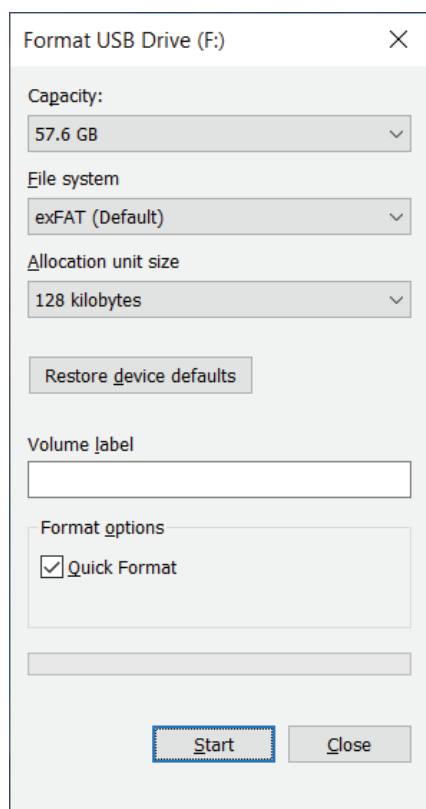 Format USB Drive (F:)
Capacity:
57.6 GB
File system
exFAT (Default)
Allocation unit size
128 kilobytes
Restore device defaults
Volume label
Format options
Quick Format
Start
Close